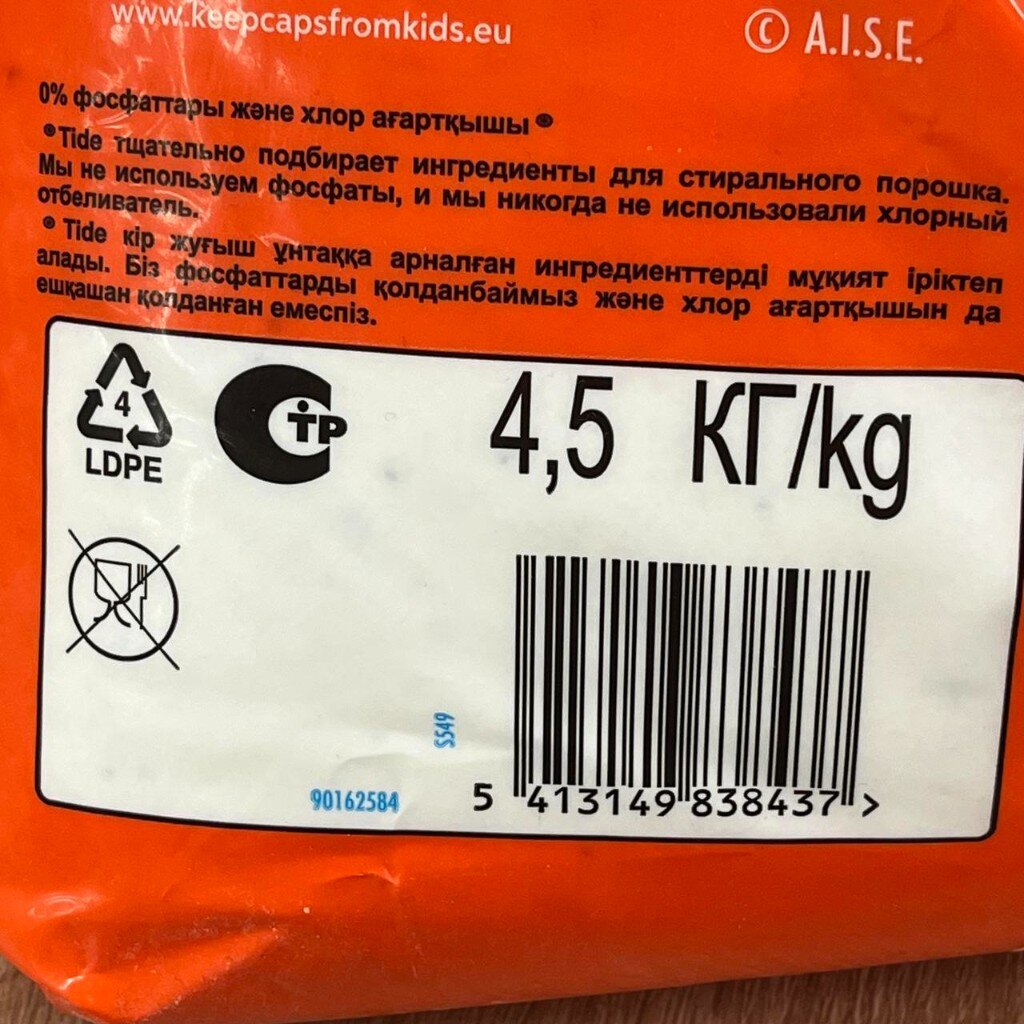 www.keepcapsfromkids.eu
© A.I.S.E.
0% фосфаттары және хлор ағартқышы
Tide тщательно подбирает ингредиенты для стирального порошка.
Мы не используем фосфаты, и мы никогда не использовали хлорный
отбеливатель.
Tide кір жуғыш ұнтаққа арналған ингредиенттерді мұқият іріктеп
алады. Біз фосфаттарды қолданбаймыз және хлор ағартқышын да
ешқашан қолданған емеспіз.
4
LDPE
ТР
4,5 КГ/kg
S549
90162584
5 413149 838437 >